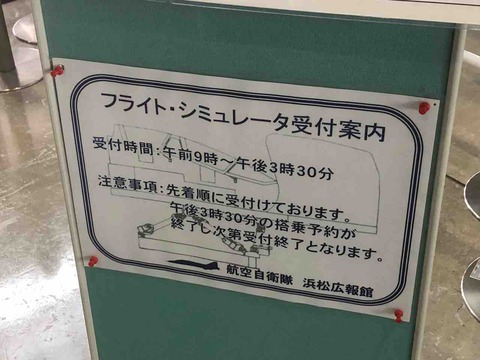 フライト・シミュレータ受付案内
受付時間:午前9時～午後3時30分
注意事項:先着順に受付けております。
午後3時30分の搭乗予約が
終了し次第受付終了となります。
航空自衛隊 浜松広報館